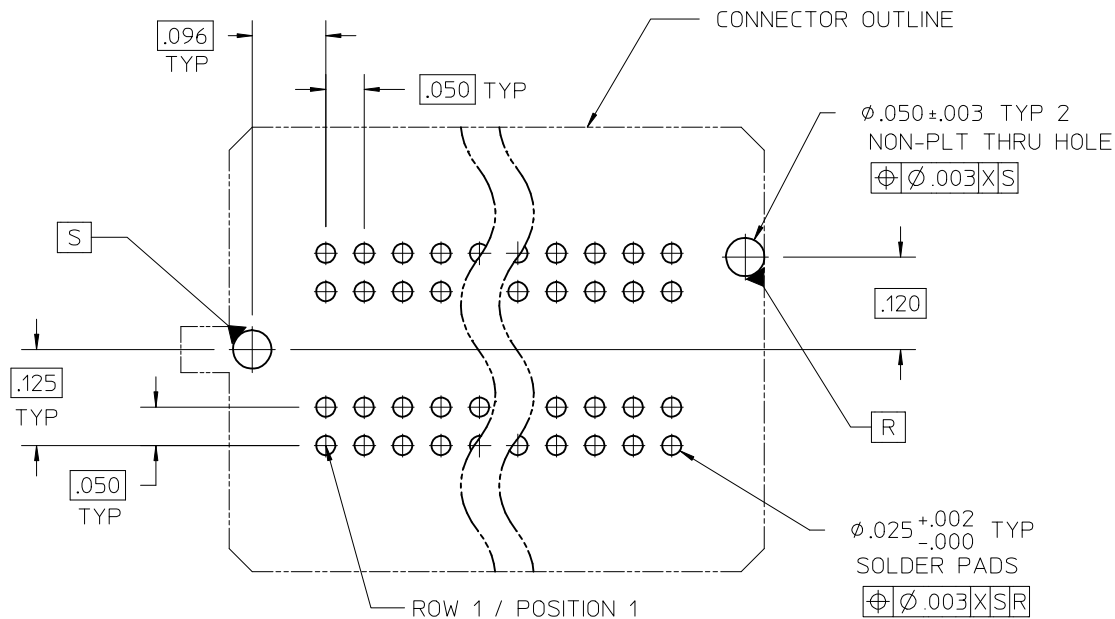 CONNECTOR OUTLINE
.096
TYP
.050 TYP
⌀.050±.003 TYP 2
NON-PLT THRU HOLE
⌖ ⌀.003 X S
S
.120
.125
TYP
R
.050
TYP
⌀.025 +.002 -.000 TYP
SOLDER PADS
⌖ ⌀.003 X S R
ROW 1 / POSITION 1